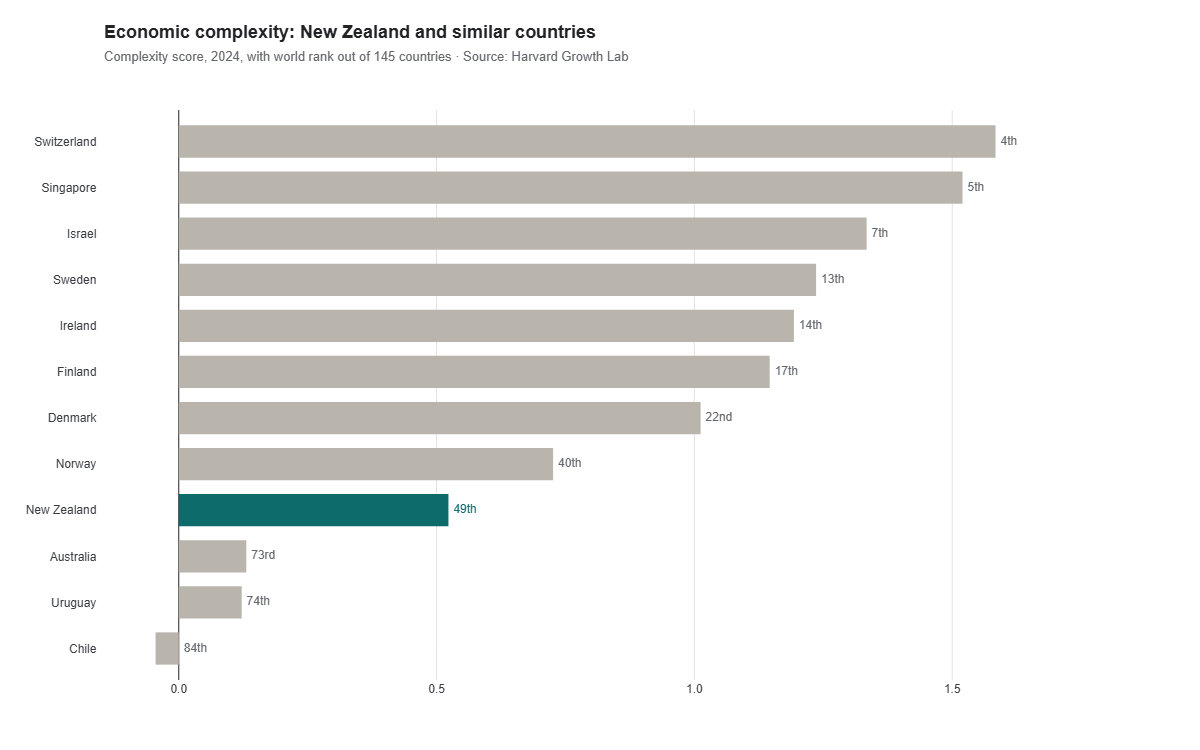 Economic complexity: New Zealand and similar countries
Complexity score, 2024, with world rank out of 145 countries · Source: Harvard Growth Lab
Switzerland 4th
Singapore 5th
Israel 7th
Sweden 13th
Ireland 14th
Finland 17th
Denmark 22nd
Norway 40th
New Zealand 49th
Australia 73rd
Uruguay 74th
Chile 84th
0.0 0.5 1.0 1.5